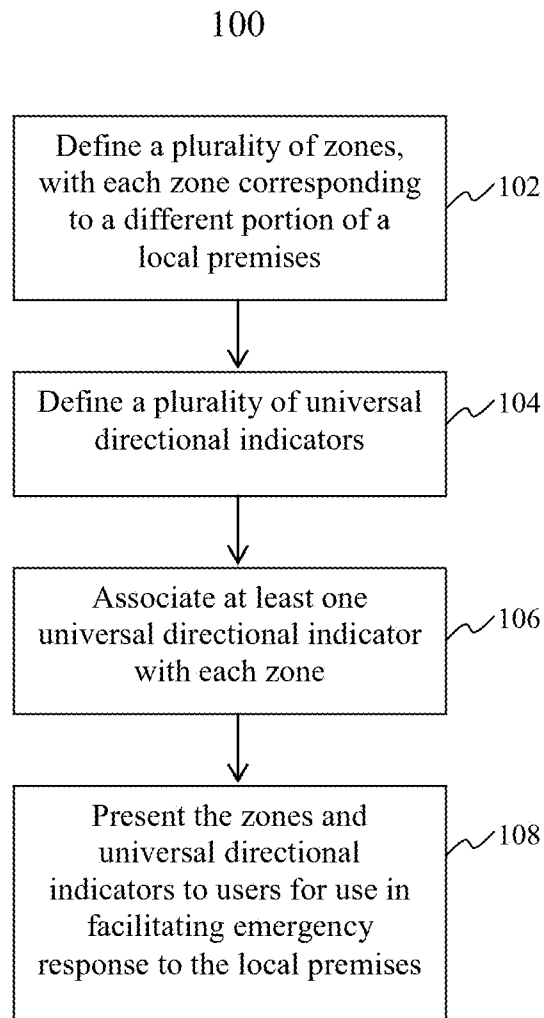 100
Define a plurality of zones,
with each zone corresponding
to a different portion of a
local premises
102
Define a plurality of universal
directional indicators
104
Associate at least one
universal directional indicator
with each zone
106
Present the zones and
universal directional
indicators to users for use in
facilitating emergency
response to the local premises
108